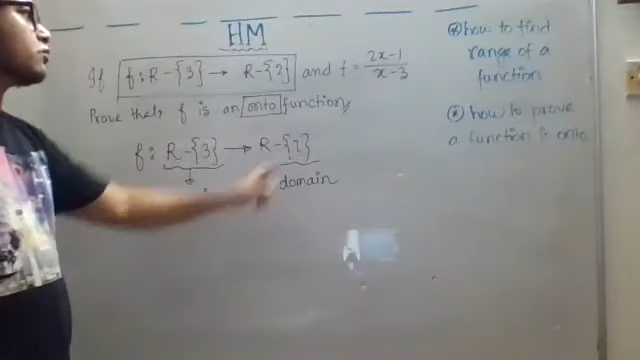 HM
If f: R-{3} → R-{2} and f = 2x-1/x-3
Prove that, f is an onto function,
f: R-{3} → R-{2}
domain
* how to find
range of a
function
* how to prove
a function is onto